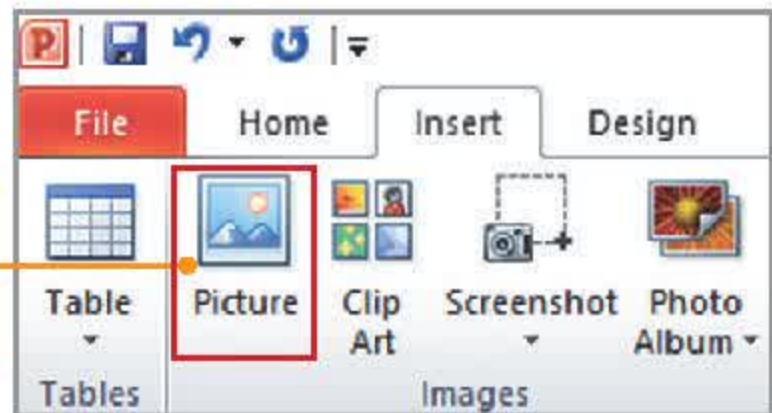 P
File Home Insert Design
Table Picture Clip Art Screenshot Photo Album
Tables Images